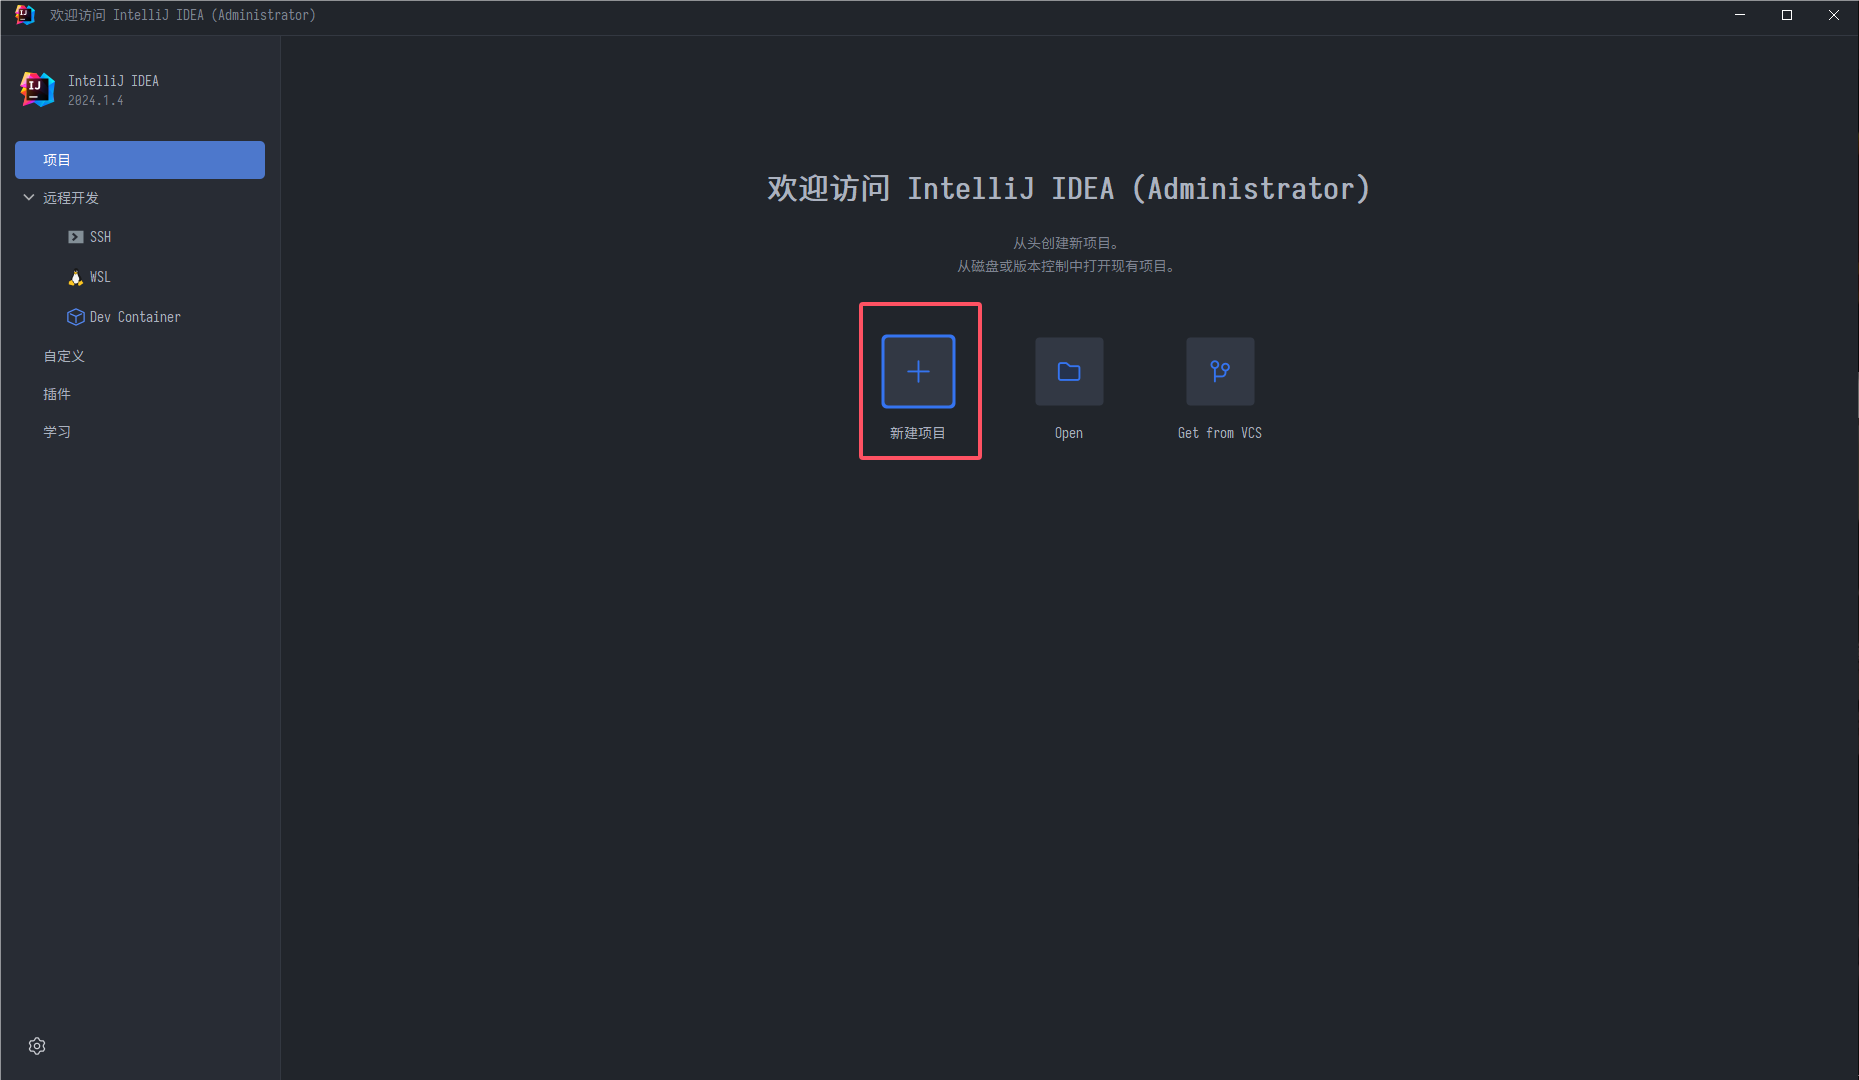 欢迎访问 IntelliJ IDEA (Administrator)
IntelliJ IDEA
2024.1.4
项目
远程开发
SSH
WSL
Dev Container
自定义
插件
学习
欢迎访问 IntelliJ IDEA (Administrator)
从头创建新项目。
从磁盘或版本控制中打开现有项目。
新建项目
Open
Get from VCS